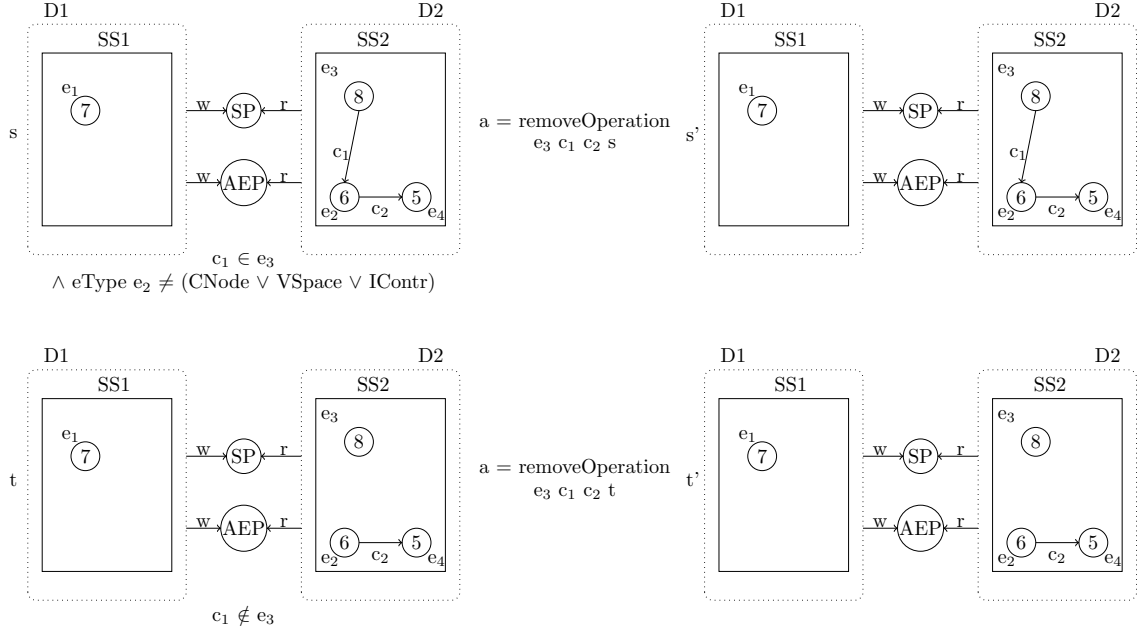 D1 D2 D1 D2
SS1 SS2 SS1 SS2
e₃ e₃
e₁ 8 e₁ 8
7 w SP r 7 w SP r
a = removeOperation
s c₁ e₃ c₁ c₂ s s' c₁
w AEP r w AEP r
6 5 6 5
e₂ c₂ e₄ e₂ c₂ e₄
c₁ ∈ e₃
∧ eType e₂ ≠ (CNode ∨ VSpace ∨ IContr)
D1 D2 D1 D2
SS1 SS2 SS1 SS2
e₃ e₃
e₁ 8 e₁ 8
7 w SP r 7 w SP r
a = removeOperation
t e₃ c₁ c₂ t t'
w AEP r w AEP r
6 5 6 5
e₂ c₂ e₄ e₂ c₂ e₄
c₁ ∉ e₃